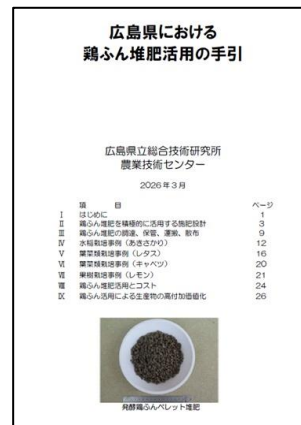 広島県における
鶏ふん堆肥活用の手引
広島県立総合技術研究所
農業技術センター
2026年3月
項 目 ページ
Ⅰ はじめに 1
Ⅱ 鶏ふん堆肥を積極的に活用する施肥設計 3
Ⅲ 鶏ふん堆肥の調達、保管、運搬、散布 9
Ⅳ 水稲栽培事例（あきさかり） 12
Ⅴ 葉菜類栽培事例（レタス） 16
Ⅵ 葉菜類栽培事例（キャベツ） 20
Ⅶ 果樹栽培事例（レモン） 21
Ⅷ 鶏ふん堆肥活用とコスト 24
Ⅸ 鶏ふん活用による生産物の高付加価値化 26
発酵鶏ふんペレット堆肥